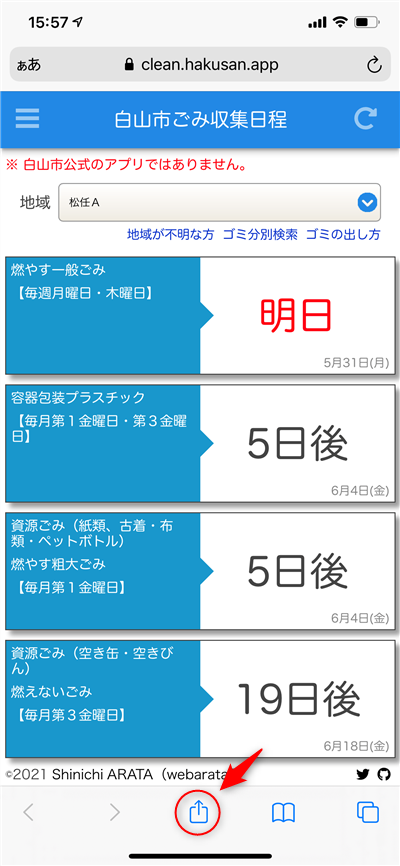 15:57
ぁあ clean.hakusan.app
白山市ごみ収集日程
※ 白山市公式のアプリではありません。
地域 松任Ａ
地域が不明な方 ゴミ分別検索 ゴミの出し方
燃やす一般ごみ
【毎週月曜日・木曜日】
明日
5月31日(月)
容器包装プラスチック
【毎月第１金曜日・第３金曜
日】
5日後
6月4日(金)
資源ごみ（紙類、古着・布
類・ペットボトル）
燃やす粗大ごみ
【毎月第１金曜日】
5日後
6月4日(金)
資源ごみ（空き缶・空きび
ん）
燃えないごみ
【毎月第３金曜日】
19日後
6月18日(金)
©2021 Shinichi ARATA（webarata